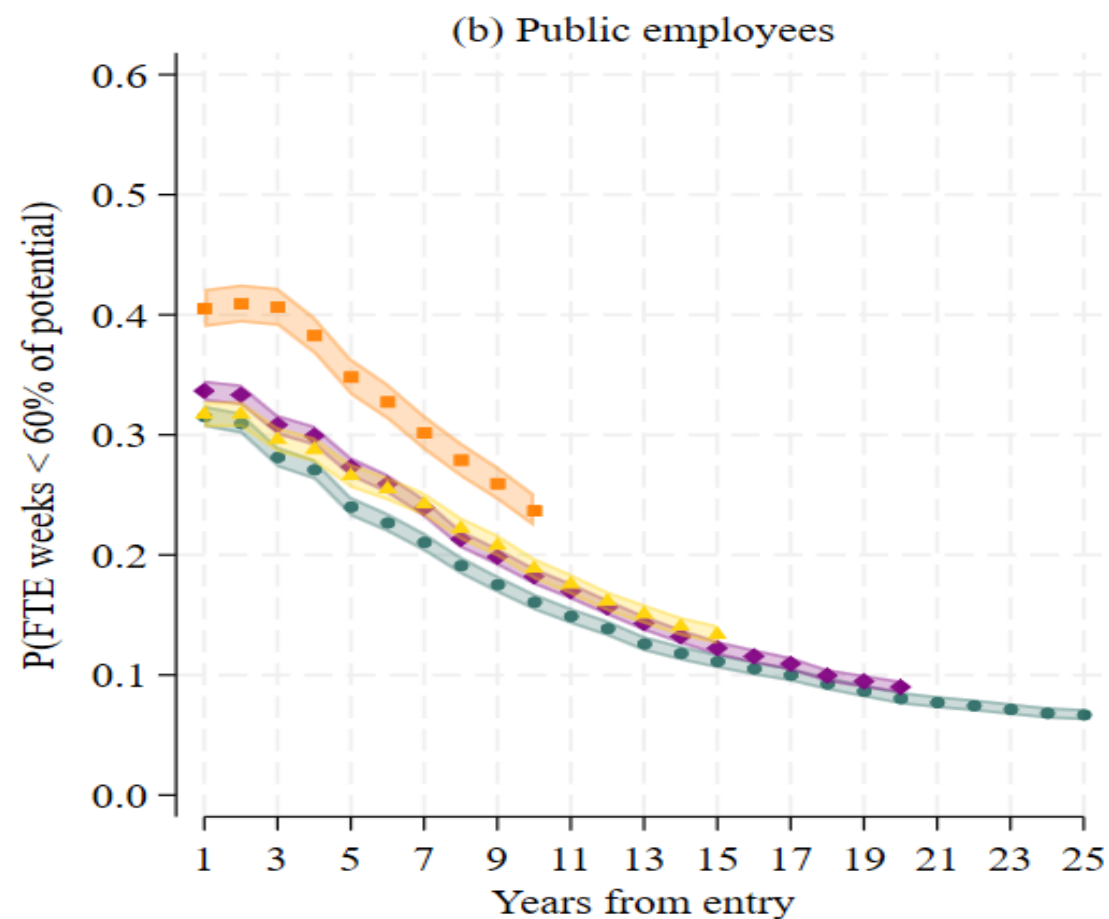 (b) Public employees
P(FTE weeks < 60% of potential)
0.6
0.5
0.4
0.3
0.2
0.1
0.0
1 3 5 7 9 11 13 15 17 19 21 23 25
Years from entry